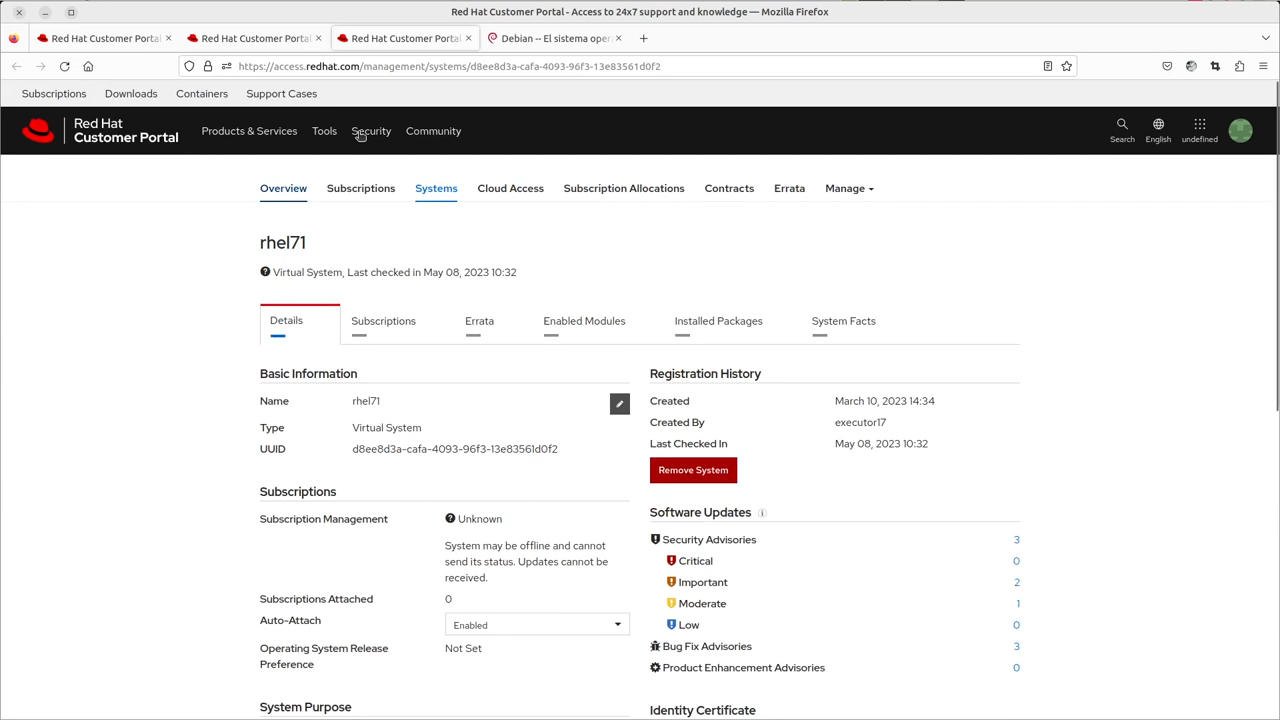 Red Hat Customer Portal - Access to 24x7 support and knowledge — Mozilla Firefox
Red Hat Customer Portal
Red Hat Customer Portal
Red Hat Customer Portal
Debian -- El sistema oper
https://access.redhat.com/management/systems/d8ee8d3a-cafa-4093-96f3-13e83561d0f2
Subscriptions Downloads Containers Support Cases
Red Hat
Customer Portal
Products & Services Tools Security Community
Search English undefined
Overview Subscriptions Systems Cloud Access Subscription Allocations Contracts Errata Manage
rhel71
Virtual System, Last checked in May 08, 2023 10:32
Details Subscriptions Errata Enabled Modules Installed Packages System Facts
Basic Information
Name rhel71
Type Virtual System
UUID d8ee8d3a-cafa-4093-96f3-13e83561d0f2
Subscriptions
Subscription Management Unknown
System may be offline and cannot
send its status. Updates cannot be
received.
Subscriptions Attached 0
Auto-Attach Enabled
Operating System Release
Preference
Not Set
System Purpose
Registration History
Created March 10, 2023 14:34
Created By executor17
Last Checked In May 08, 2023 10:32
Remove System
Software Updates
Security Advisories 3
Critical 0
Important 2
Moderate 1
Low 0
Bug Fix Advisories 3
Product Enhancement Advisories 0
Identity Certificate